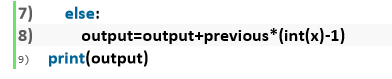 7) else:
8) output=output+previous*(int(x)-1)
9) print(output)